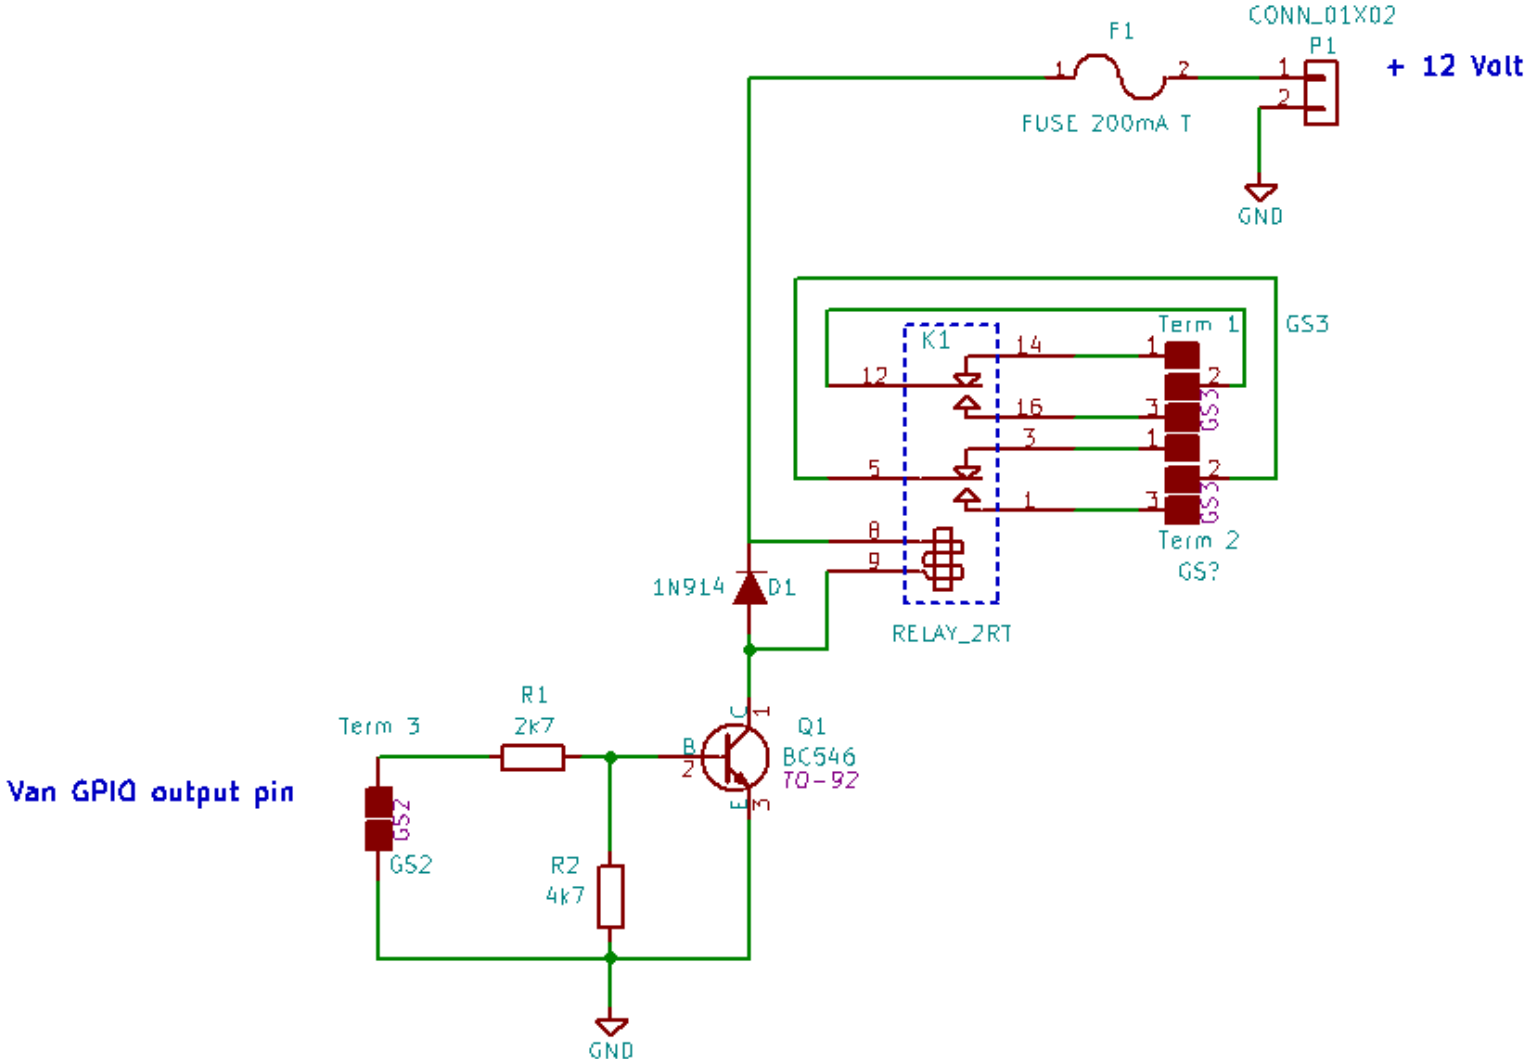 CONN_01X02
F1
P1
+ 12 Volt
1
2
1
2
FUSE 200mA T
GND
K1
Term 1
GS3
14
1
12
2
16
3
GS3
3
1
5
2
1
3
GS3
Term 2
GS?
8
9
1N914
D1
RELAY_2RT
R1
2k7
Term 3
C
1
Q1
B
2
BC546
TO-92
Van GPIO output pin
GS2
E
3
GS2
R2
4k7
GND